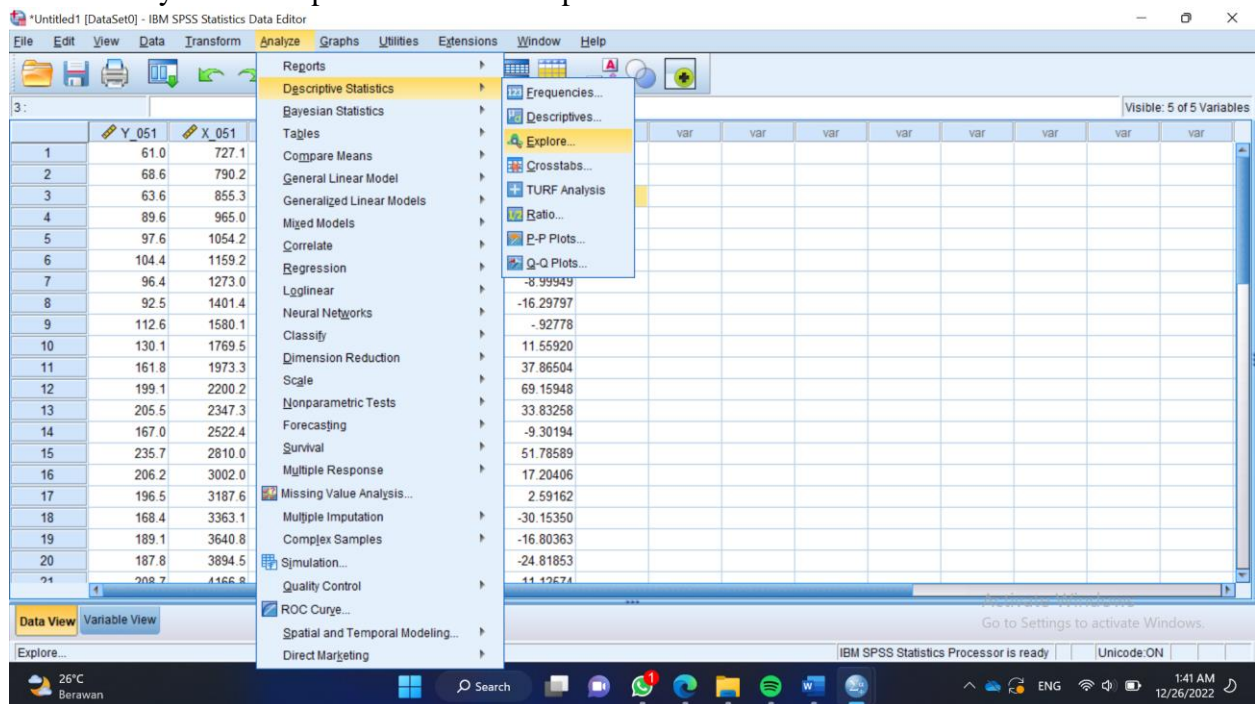 *Untitled1 [DataSet0] - IBM SPSS Statistics Data Editor
File Edit View Data Transform Analyze Graphs Utilities Extensions Window Help
3 :
Visible: 5 of 5 Variables
Y_051 X_051 var var var var var var var var
1 61.0 727.1
2 68.6 790.2
3 63.6 855.3
4 89.6 965.0
5 97.6 1054.2
6 104.4 1159.2
7 96.4 1273.0 -8.99949
8 92.5 1401.4 -16.29797
9 112.6 1580.1 -.92778
10 130.1 1769.5 11.55920
11 161.8 1973.3 37.86504
12 199.1 2200.2 69.15948
13 205.5 2347.3 33.83258
14 167.0 2522.4 -9.30194
15 235.7 2810.0 51.78589
16 206.2 3002.0 17.20406
17 196.5 3187.6 2.59162
18 168.4 3363.1 -30.15350
19 189.1 3640.8 -16.80363
20 187.8 3894.5 -24.81853
21 208.7 4166.8 11.12674
Reports
Descriptive Statistics
Bayesian Statistics
Tables
Compare Means
General Linear Model
Generalized Linear Models
Mixed Models
Correlate
Regression
Loglinear
Neural Networks
Classify
Dimension Reduction
Scale
Nonparametric Tests
Forecasting
Survival
Multiple Response
Missing Value Analysis...
Multiple Imputation
Complex Samples
Simulation...
Quality Control
ROC Curve...
Spatial and Temporal Modeling...
Direct Marketing
Frequencies...
Descriptives...
Explore...
Crosstabs...
TURF Analysis
Ratio...
P-P Plots...
Q-Q Plots...
Activate Windows
Go to Settings to activate Windows.
Data View Variable View
Explore...
IBM SPSS Statistics Processor is ready Unicode:ON
26°C
Berawan
Search
ENG
1:41 AM
12/26/2022